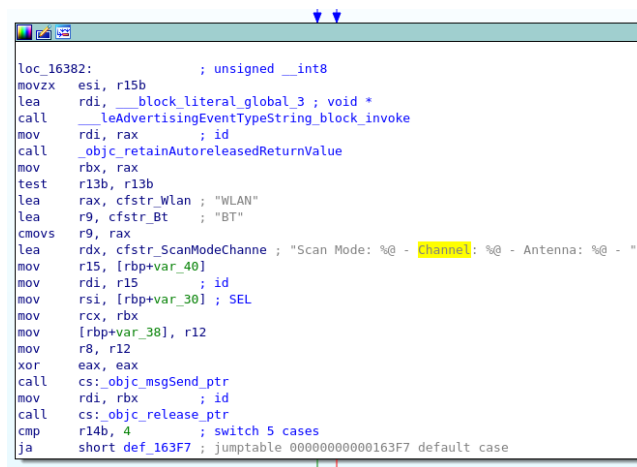 loc_16382: ; unsigned __int8
movzx esi, r15b
lea rdi, ___block_literal_global_3 ; void *
call ___leAdvertisingEventTypeString_block_invoke
mov rdi, rax ; id
call _objc_retainAutoreleasedReturnValue
mov rbx, rax
test r13b, r13b
lea rax, cfstr_Wlan ; "WLAN"
lea r9, cfstr_Bt ; "BT"
cmovs r9, rax
lea rdx, cfstr_ScanModeChanne ; "Scan Mode: %@ - Channel: %@ - Antenna: %@ - "
mov r15, [rbp+var_40]
mov rdi, r15 ; id
mov rsi, [rbp+var_30] ; SEL
mov rcx, rbx
mov [rbp+var_38], r12
mov r8, r12
xor eax, eax
call cs:_objc_msgSend_ptr
mov rdi, rbx ; id
call cs:_objc_release_ptr
cmp r14b, 4 ; switch 5 cases
ja short def_163F7 ; jumptable 00000000000163F7 default case